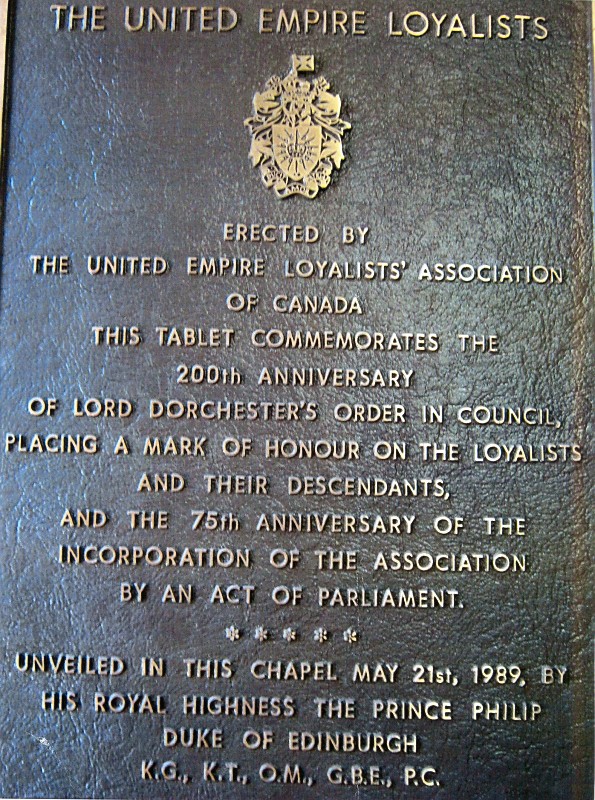 THE UNITED EMPIRE LOYALISTS
ERECTED BY
THE UNITED EMPIRE LOYALISTS' ASSOCIATION
OF CANADA
THIS TABLET COMMEMORATES THE
200th ANNIVERSARY
OF LORD DORCHESTER'S ORDER IN COUNCIL,
PLACING A MARK OF HONOUR ON THE LOYALISTS
AND THEIR DESCENDANTS,
AND THE 75th ANNIVERSARY OF THE
INCORPORATION OF THE ASSOCIATION
BY AN ACT OF PARLIAMENT.
UNVEILED IN THIS CHAPEL MAY 21st, 1989, BY
HIS ROYAL HIGHNESS THE PRINCE PHILIP
DUKE OF EDINBURGH
K.G., K.T., O.M., G.B.E., P.C.